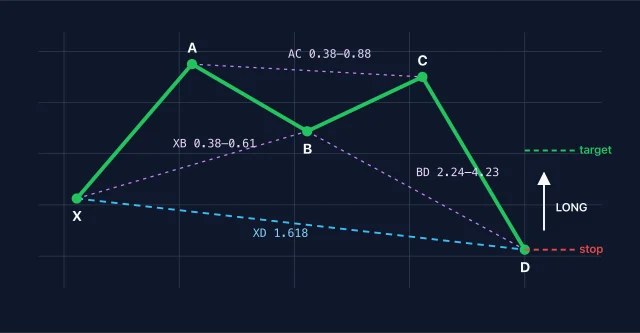 A
AC 0.38–0.88
C
XB 0.38–0.61
B
target
BD 2.24–4.23
X
LONG
XD 1.618
stop
D